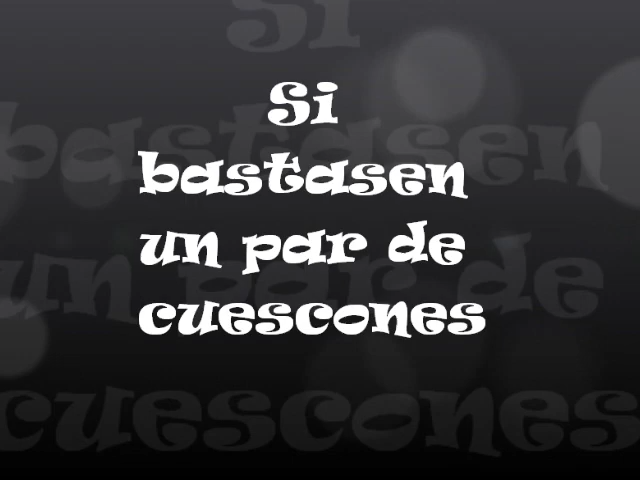 Si
bastasen
un par de
cuescones